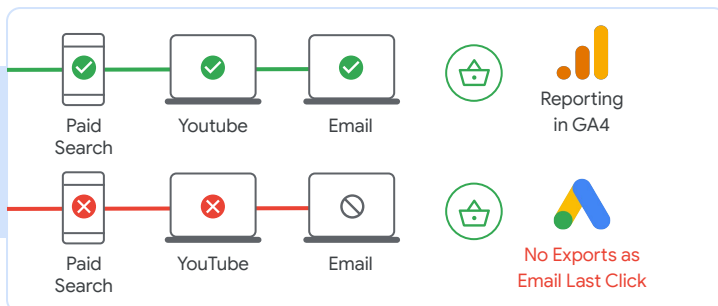 Paid
Search
Youtube
Email
Reporting
in GA4
Paid
Search
YouTube
Email
No Exports as
Email Last Click